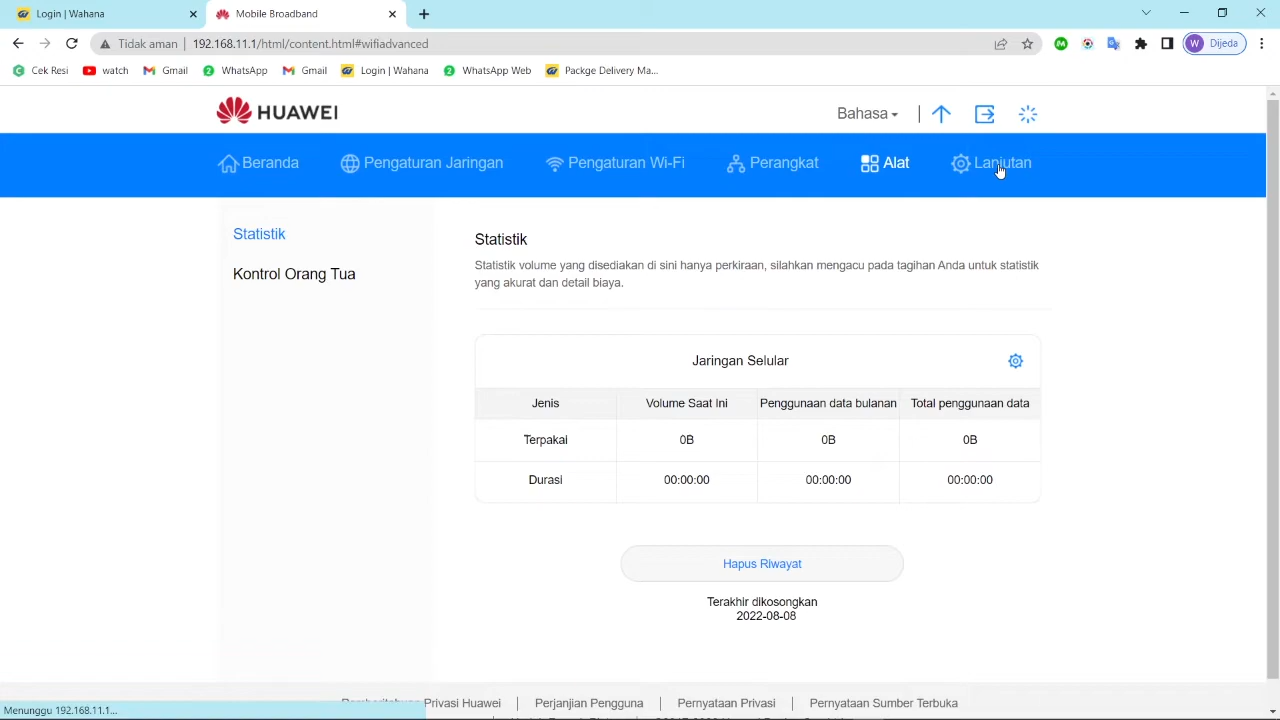 Login | Wahana
Mobile Broadband
Tidak aman | 192.168.11.1/html/content.html#wifiadvanced
W Dijeda
Cek Resi watch Gmail WhatsApp Gmail Login | Wahana WhatsApp Web Packge Delivery Ma...
HUAWEI
Bahasa
Beranda Pengaturan Jaringan Pengaturan Wi-Fi Perangkat Alat Lanjutan
Statistik
Kontrol Orang Tua
Statistik
Statistik volume yang disediakan di sini hanya perkiraan, silahkan mengacu pada tagihan Anda untuk statistik
yang akurat dan detail biaya.
Jaringan Selular
Jenis Volume Saat Ini Penggunaan data bulanan Total penggunaan data
Terpakai 0B 0B 0B
Durasi 00:00:00 00:00:00 00:00:00
Hapus Riwayat
Terakhir dikosongkan
2022-08-08
Pemberitahuan Privasi Huawei | Perjanjian Pengguna | Pernyataan Privasi | Pernyataan Sumber Terbuka
Menunggu 192.168.11.1...